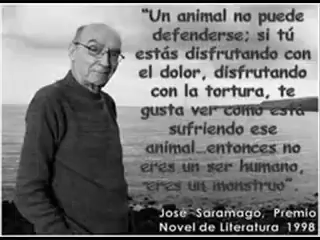 "Un animal no puede
defenderse; si tú
estás disfrutando con
el dolor, disfrutando
con la tortura, te
gusta ver como está
sufriendo ese
animal...entonces no
eres un ser humano,
eres un monstruo"
José Saramago, Premio
Novel de Literatura 1998